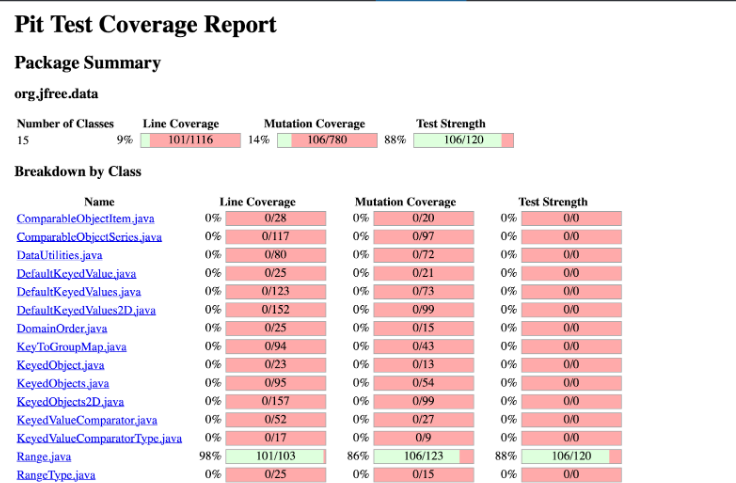 Pit Test Coverage Report
Package Summary
org.jfree.data
Number of Classes Line Coverage Mutation Coverage Test Strength
15 9% 101/1116 14% 106/780 88% 106/120
Breakdown by Class
Name Line Coverage Mutation Coverage Test Strength
ComparableObjectItem.java 0% 0/28 0% 0/20 0% 0/0
ComparableObjectSeries.java 0% 0/117 0% 0/97 0% 0/0
DataUtilities.java 0% 0/80 0% 0/72 0% 0/0
DefaultKeyedValue.java 0% 0/25 0% 0/21 0% 0/0
DefaultKeyedValues.java 0% 0/123 0% 0/73 0% 0/0
DefaultKeyedValues2D.java 0% 0/152 0% 0/99 0% 0/0
DomainOrder.java 0% 0/25 0% 0/15 0% 0/0
KeyToGroupMap.java 0% 0/94 0% 0/43 0% 0/0
KeyedObject.java 0% 0/23 0% 0/13 0% 0/0
KeyedObjects.java 0% 0/95 0% 0/54 0% 0/0
KeyedObjects2D.java 0% 0/157 0% 0/99 0% 0/0
KeyedValueComparator.java 0% 0/52 0% 0/27 0% 0/0
KeyedValueComparatorType.java 0% 0/17 0% 0/9 0% 0/0
Range.java 98% 101/103 86% 106/123 88% 106/120
RangeType.java 0% 0/25 0% 0/15 0% 0/0